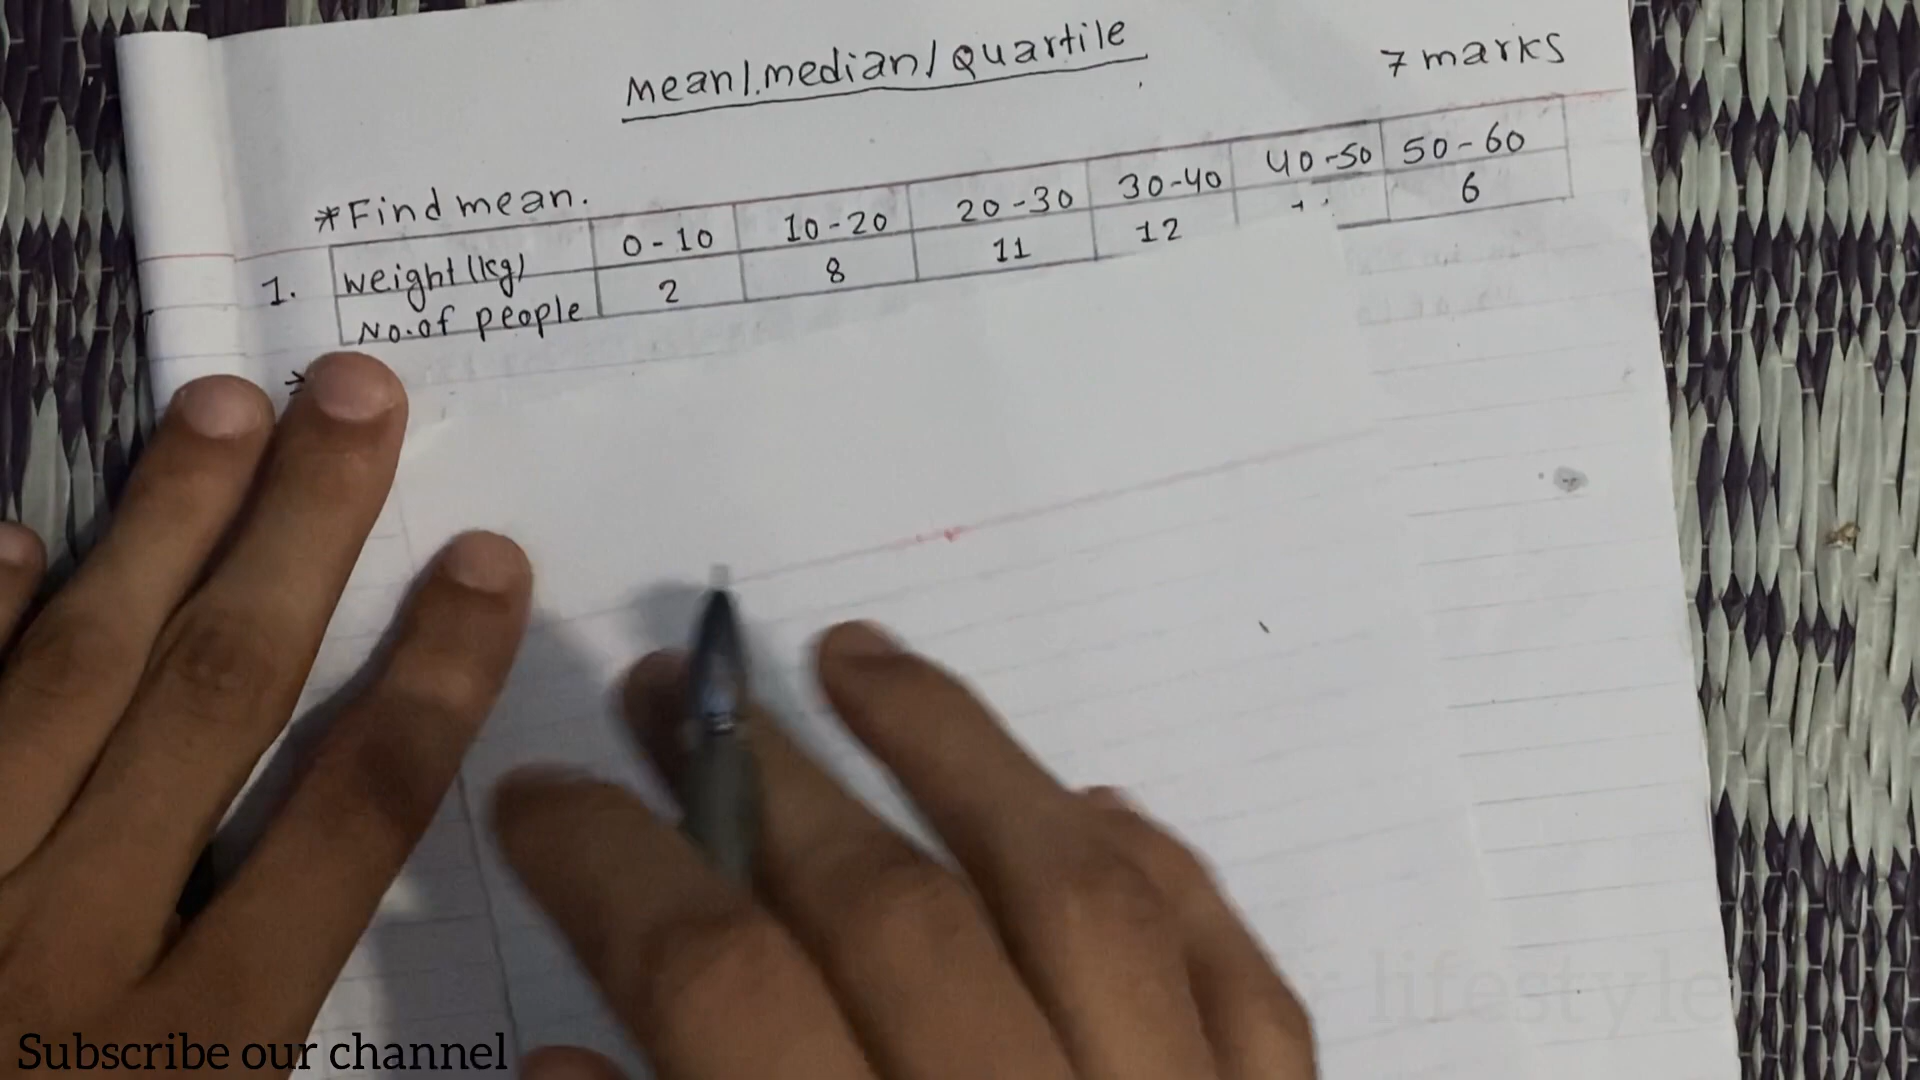 Mean/.median/Quartile
7 marks
*Find mean.
1. weight(kg) 0-10 10-20 20-30 30-40 40-50 50-60
No.of people 2 8 11 12 6
lifestyle
Subscribe our channel